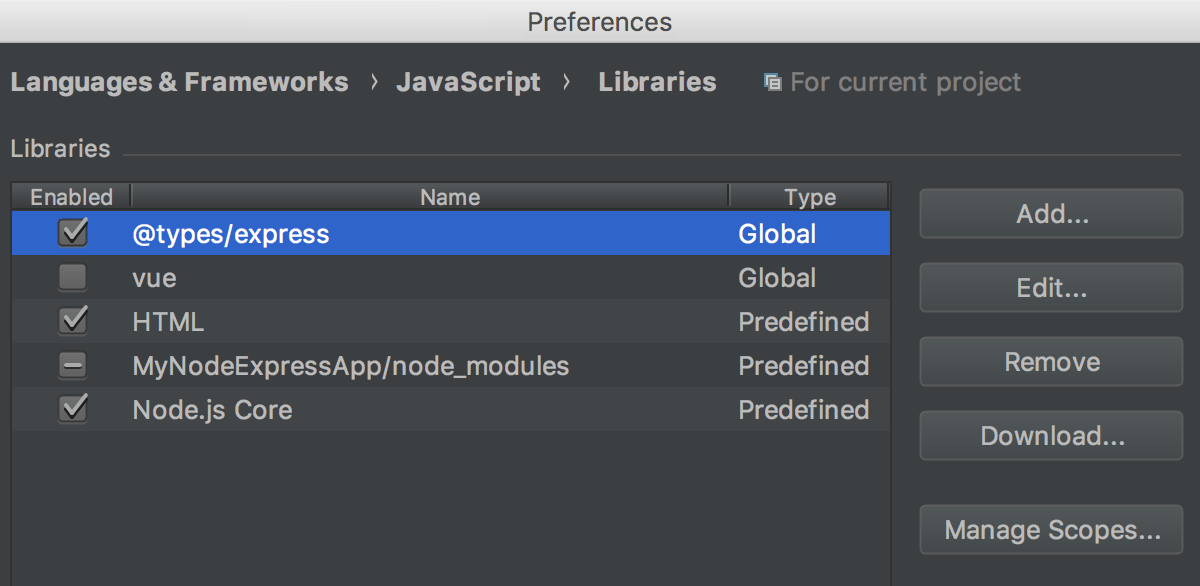 Preferences
Languages & Frameworks › JavaScript › Libraries For current project
Libraries
Enabled Name Type
@types/express Global
vue Global
HTML Predefined
MyNodeExpressApp/node_modules Predefined
Node.js Core Predefined
Add...
Edit...
Remove
Download...
Manage Scopes...